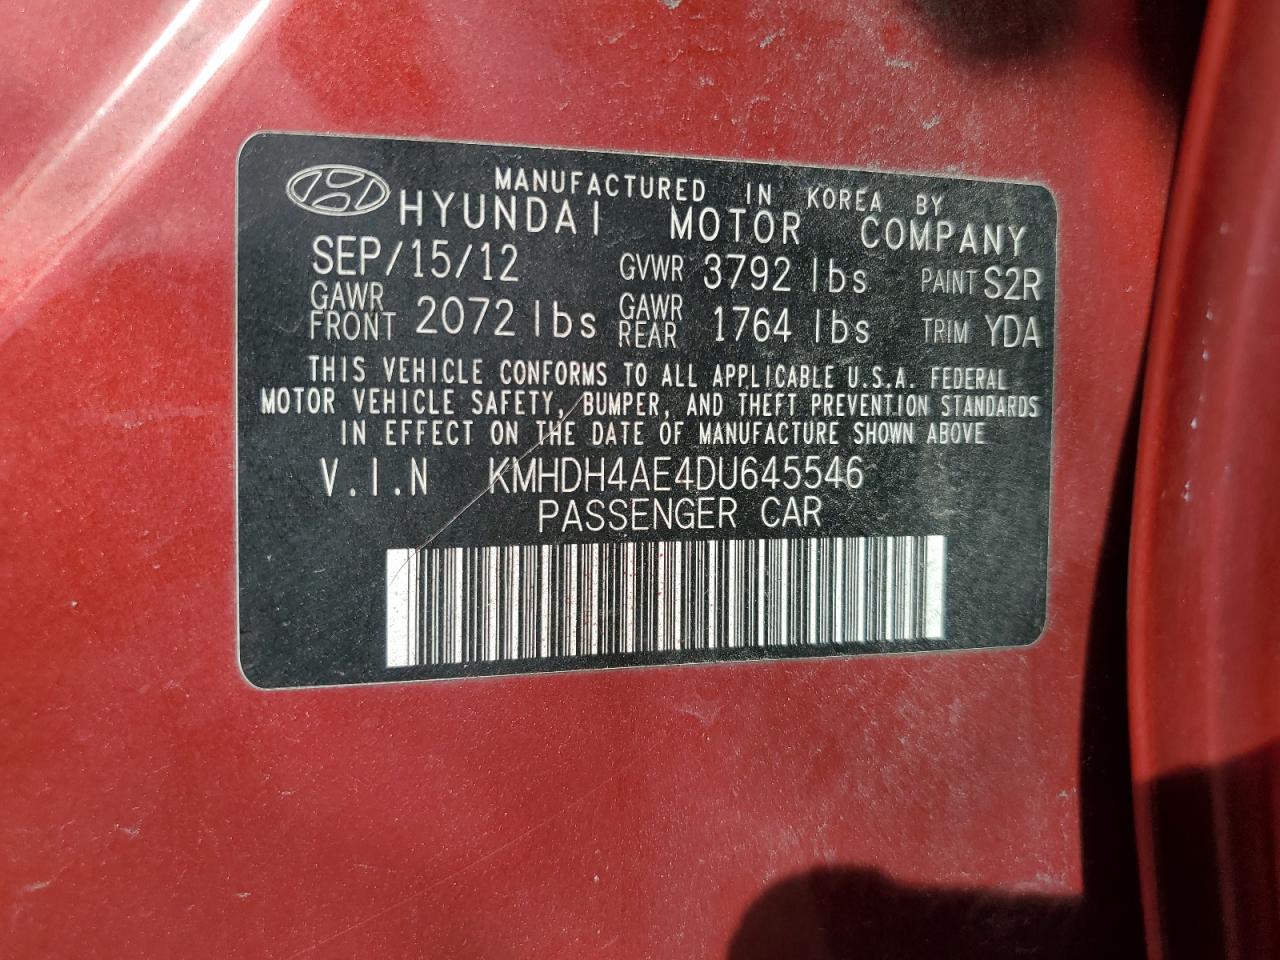 MANUFACTURED IN KOREA BY
HYUNDAI MOTOR COMPANY
SEP/15/12 GVWR 3792 lbs PAINT S2R
GAWR FRONT 2072 lbs GAWR REAR 1764 lbs TRIM YDA
THIS VEHICLE CONFORMS TO ALL APPLICABLE U.S.A. FEDERAL
MOTOR VEHICLE SAFETY, BUMPER, AND THEFT PREVENTION STANDARDS
IN EFFECT ON THE DATE OF MANUFACTURE SHOWN ABOVE
V.I.N KMHDH4AE4DU645546
PASSENGER CAR